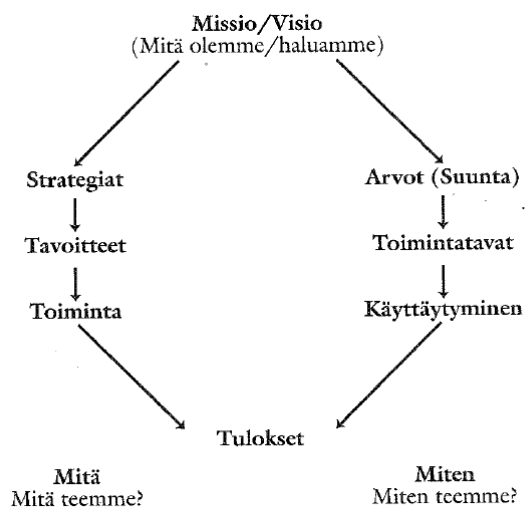 Missio/Visio
(Mitä olemme/haluamme)
Strategiat
Arvot (Suunta)
Tavoitteet
Toimintatavat
Toiminta
Käyttäytyminen
Tulokset
Mitä
Mitä teemme?
Miten
Miten teemme?